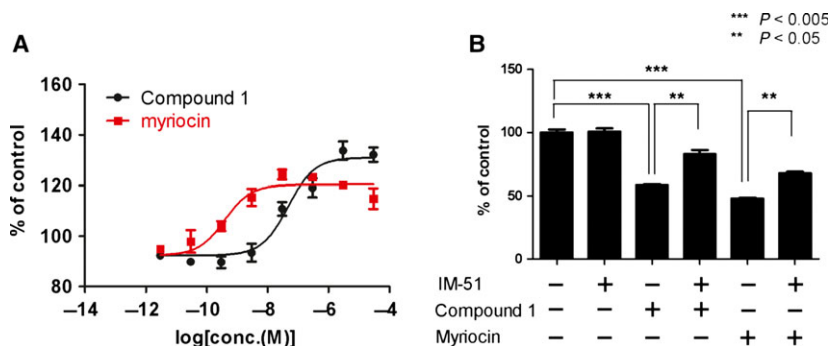 *** P < 0.005
** P < 0.05
A
160
140
120
100
80
% of control
Compound 1
myriocin
−14 −12 −10 −8 −6 −4
log[conc.(M)]
B
150
100
50
0
% of control
***
*** ** **
IM-51 − + − + − +
Compound 1 − − + + − −
Myriocin − − − − + +